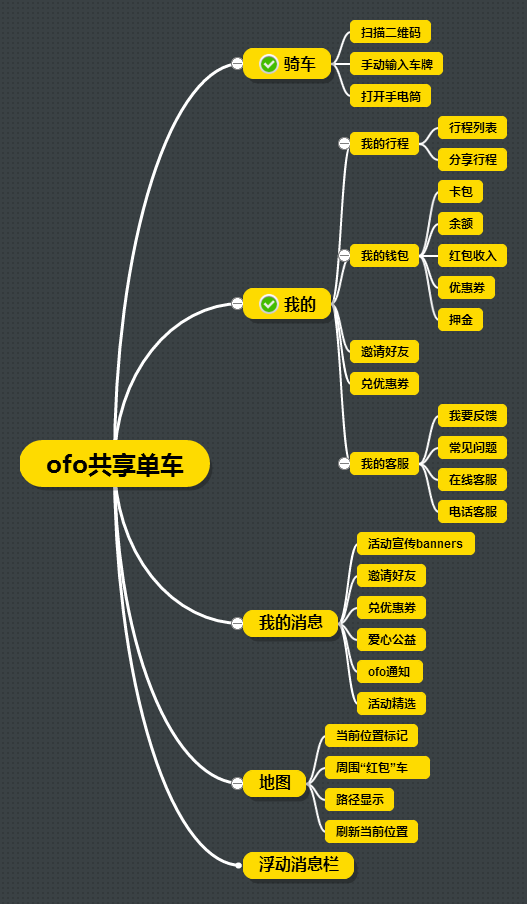 ofo共享单车
骑车
扫描二维码
手动输入车牌
打开手电筒
我的
我的行程
行程列表
分享行程
我的钱包
卡包
余额
红包收入
优惠券
押金
邀请好友
兑优惠券
我的客服
我要反馈
常见问题
在线客服
电话客服
我的消息
活动宣传banners
邀请好友
兑优惠券
爱心公益
ofo通知
活动精选
地图
当前位置标记
周围“红包”车
路径显示
刷新当前位置
浮动消息栏